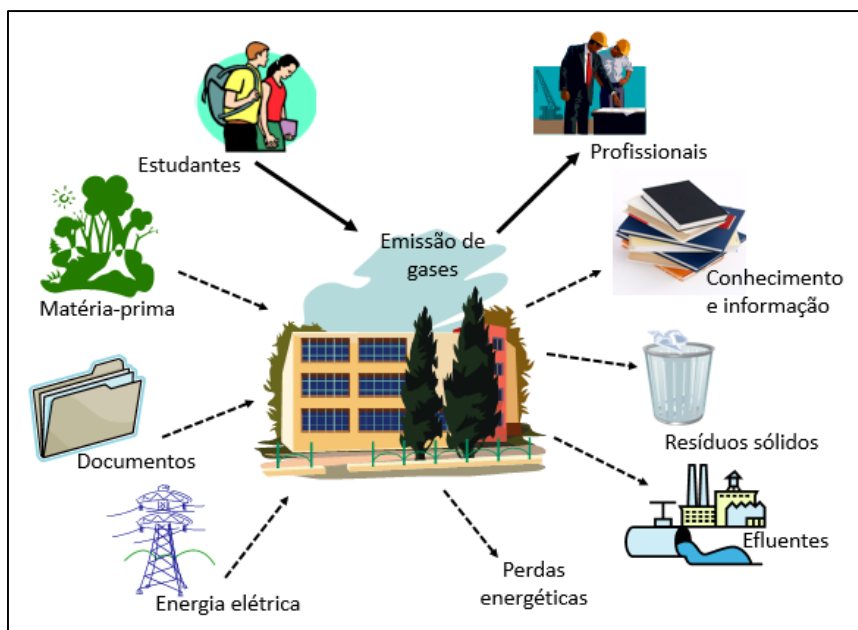 Estudantes
Profissionais
Emissão de
gases
Matéria-prima
Conhecimento
e informação
Documentos
Resíduos sólidos
Efluentes
Perdas
energéticas
Energia elétrica